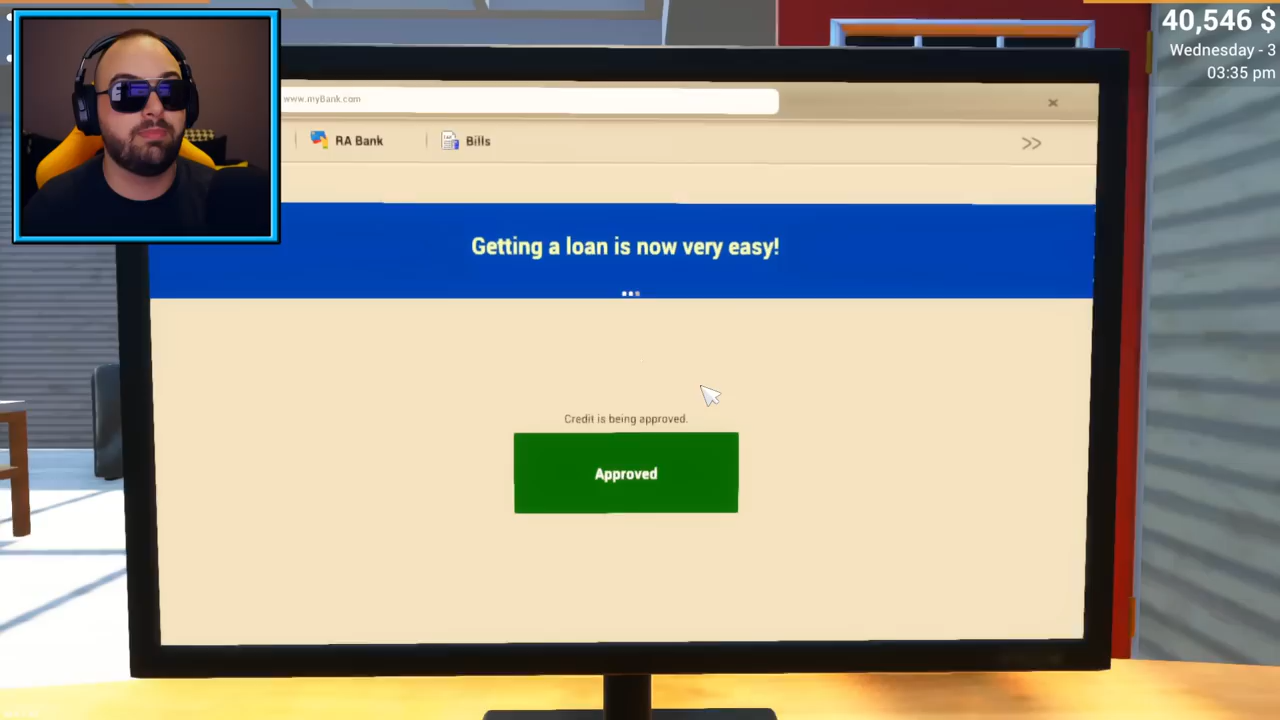 40,546 $
Wednesday - 3
03:35 pm
www.myBank.com
RA Bank
Bills
>>
Getting a loan is now very easy!
Credit is being approved.
Approved